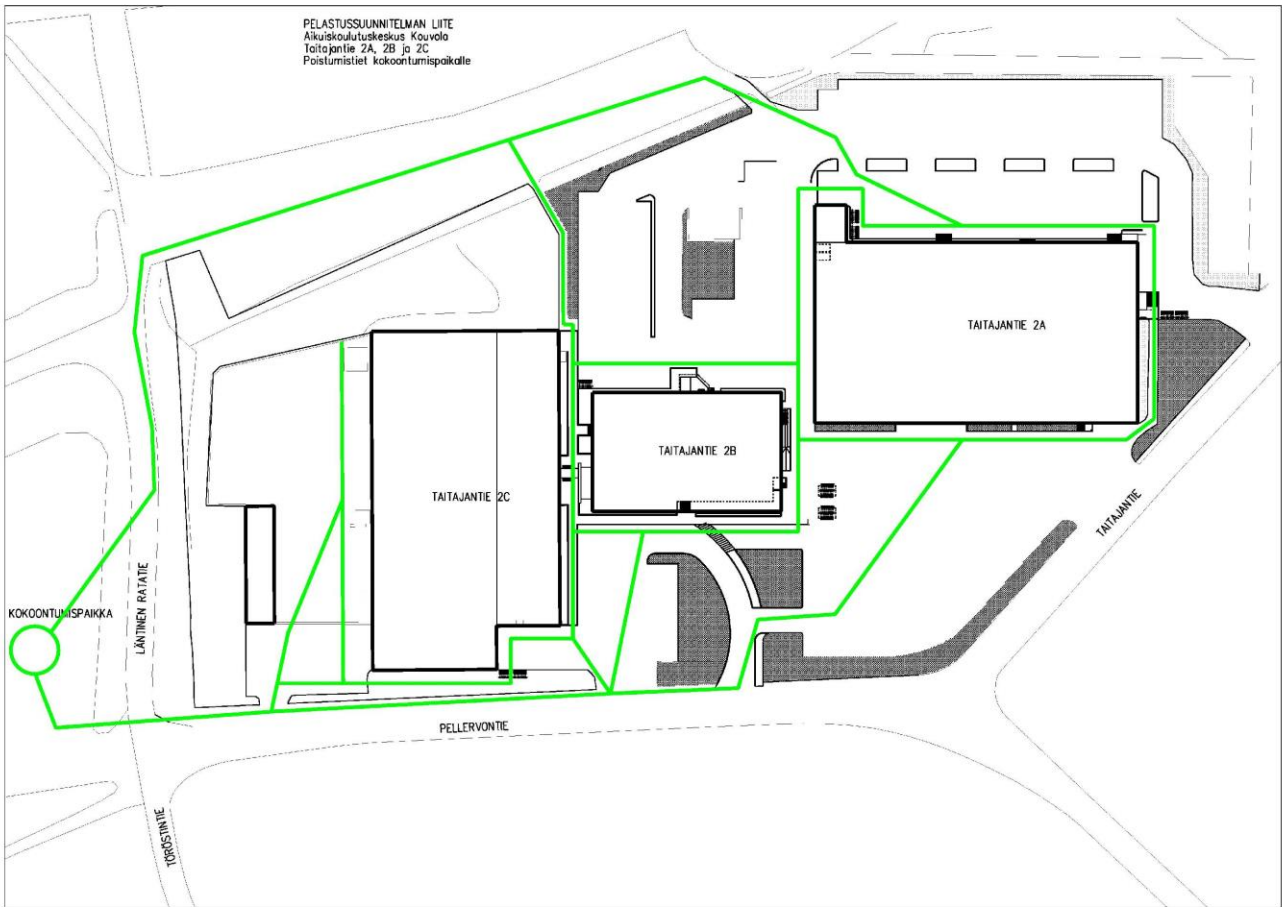 PELASTUSSUUNNITELMAN LIITE
Aikuiskoulutuskeskus Kouvola
Taitajantie 2A, 2B ja 2C
Poistumistiet kokoontumispaikalle
TAITAJANTIE 2A
TAITAJANTIE 2B
TAITAJANTIE 2C
TAITAJANTIE
KOKOONTUMISPAIKKA
LÄNTINEN RATATIE
PELLERVONTIE
TÖRÖSTINTIE